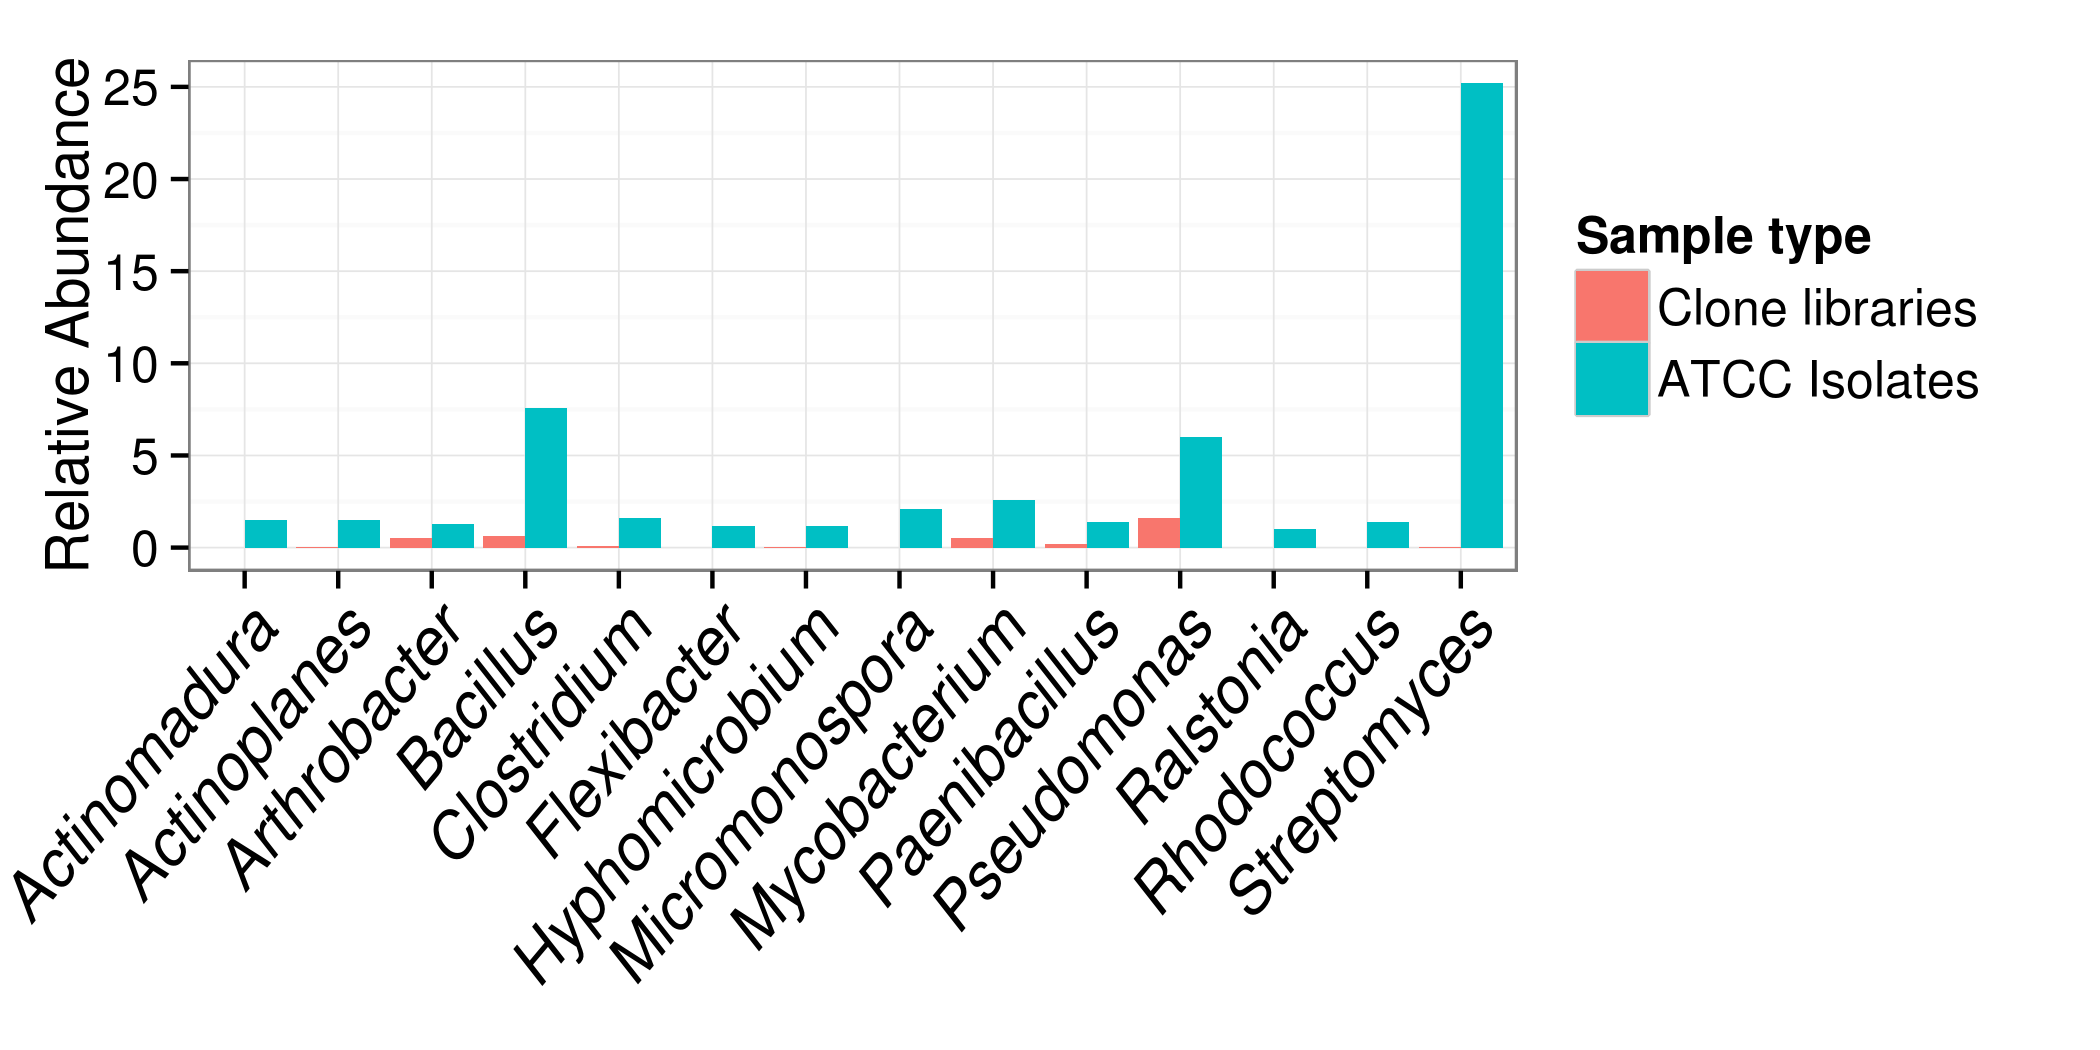 Relative Abundance
25
20
15
10
5
0
Actinomadura
Actinoplanes
Arthrobacter
Bacillus
Clostridium
Flexibacter
Hyphomicrobium
Micromonospora
Mycobacterium
Paenibacillus
Pseudomonas
Ralstonia
Rhodococcus
Streptomyces
Sample type
Clone libraries
ATCC Isolates